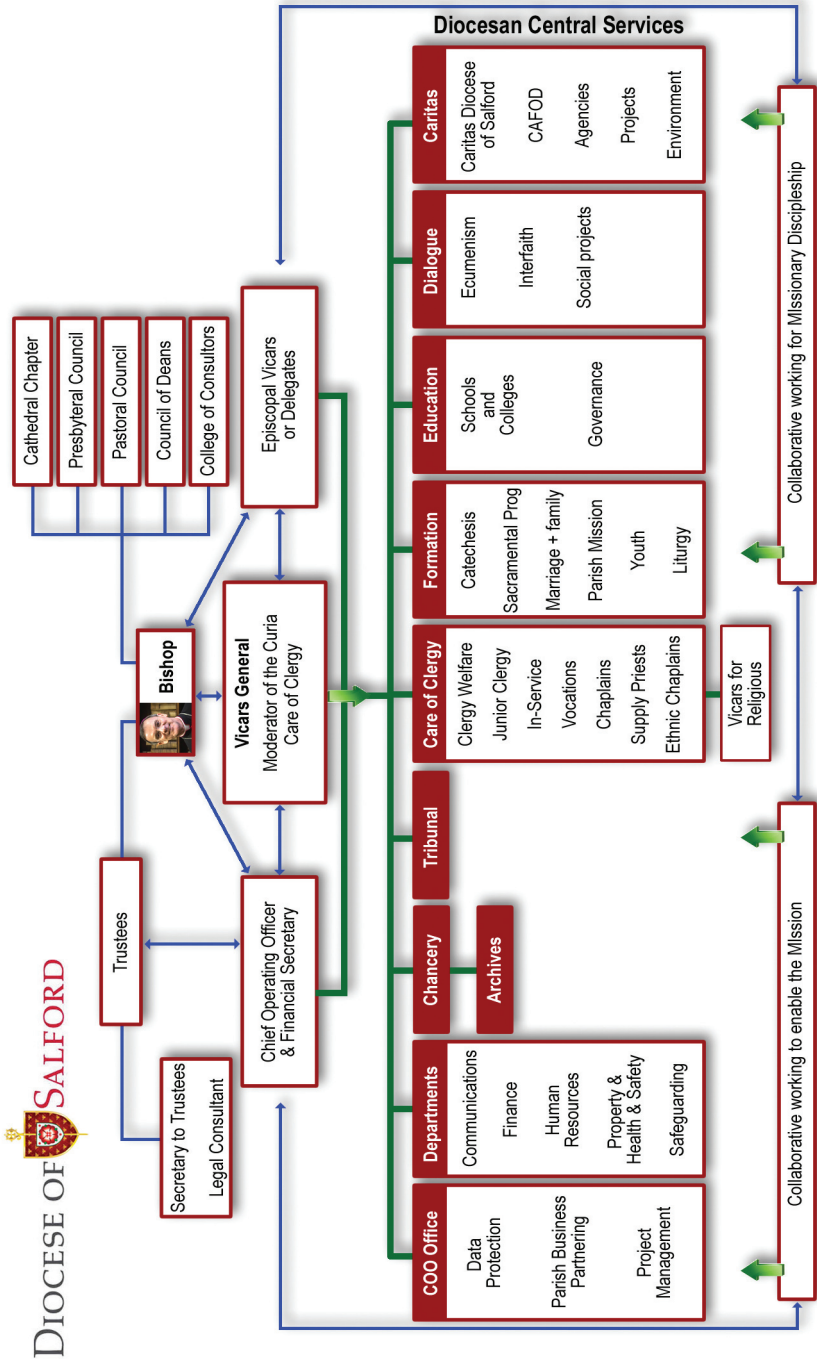 DIOCESE OF SALFORD
Secretary to Trustees
Legal Consultant
Trustees
Bishop
Cathedral Chapter
Presbyteral Council
Pastoral Council
Council of Deans
College of Consultors
Chief Operating Officer
& Financial Secretary
Vicars General
Moderator of the Curia
Care of Clergy
Episcopal Vicars
or Delegates
Diocesan Central Services
COO Office
Data
Protection
Parish Business
Partnering
Project
Management
Departments
Communications
Finance
Human
Resources
Property &
Health & Safety
Safeguarding
Chancery
Archives
Tribunal
Care of Clergy
Clergy Welfare
Junior Clergy
In-Service
Vocations
Chaplains
Supply Priests
Ethnic Chaplains
Vicars for
Religious
Formation
Catechesis
Sacramental Prog
Marriage + family
Parish Mission
Youth
Liturgy
Education
Schools
and
Colleges
Governance
Dialogue
Ecumenism
Interfaith
Social projects
Caritas
Caritas Diocese
of Salford
CAFOD
Agencies
Projects
Environment
Collaborative working to enable the MIssion
Collaborative working for MIssionary Discipleship